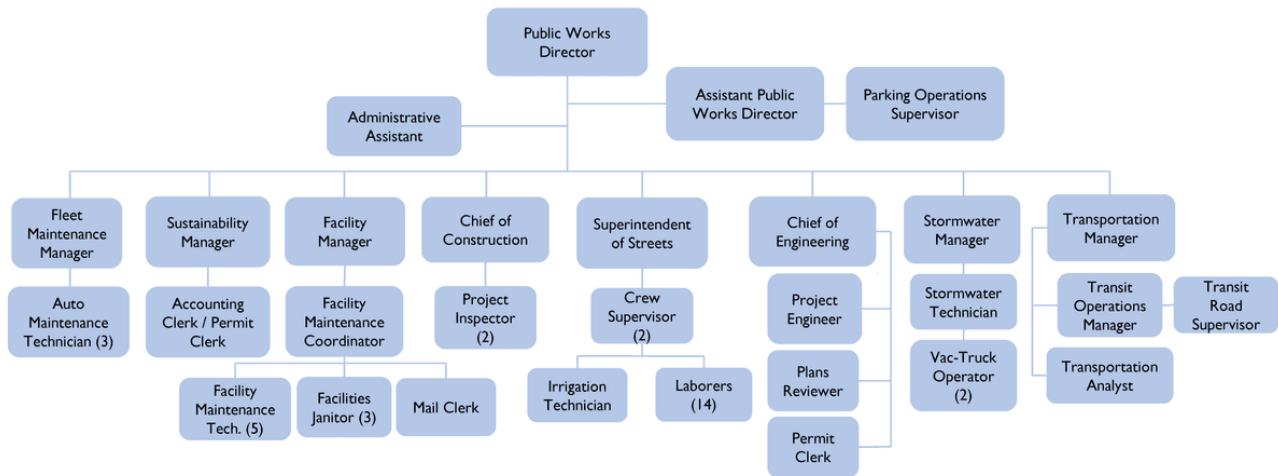 Public Works
Director
Assistant Public
Works Director
Parking Operations
Supervisor
Administrative
Assistant
Fleet
Maintenance
Manager
Sustainability
Manager
Facility
Manager
Chief of
Construction
Superintendent
of Streets
Chief of
Engineering
Stormwater
Manager
Transportation
Manager
Auto
Maintenance
Technician (3)
Accounting
Clerk / Permit
Clerk
Facility
Maintenance
Coordinator
Project
Inspector
(2)
Crew
Supervisor
(2)
Project
Engineer
Stormwater
Technician
Transit
Operations
Manager
Transit
Road
Supervisor
Facility
Maintenance
Tech. (5)
Facilities
Janitor (3)
Mail Clerk
Irrigation
Technician
Laborers
(14)
Plans
Reviewer
Vac-Truck
Operator
(2)
Transportation
Analyst
Permit
Clerk